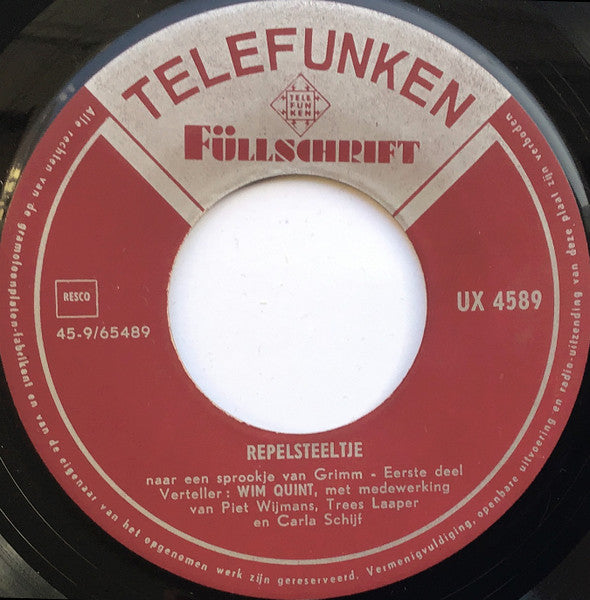 TELEFUNKEN
TELE
FUN
KEN
FÜLLSCHRIFT
RESCO
45-9/65489
UX 4589
REPELSTEELTJE
naar een sprookje van Grimm - Eerste deel
Verteller : WIM QUINT, met medewerking
van Piet Wijmans, Trees Laaper
en Carla Schijf
Alle rechten van de gramofoonplaten-fabrikant en van de eigenaar van het opgenomen werk zijn gereserveerd. Vermenigvuldiging, openbare uitvoering en radio-uitzending van deze plaat zijn verboden